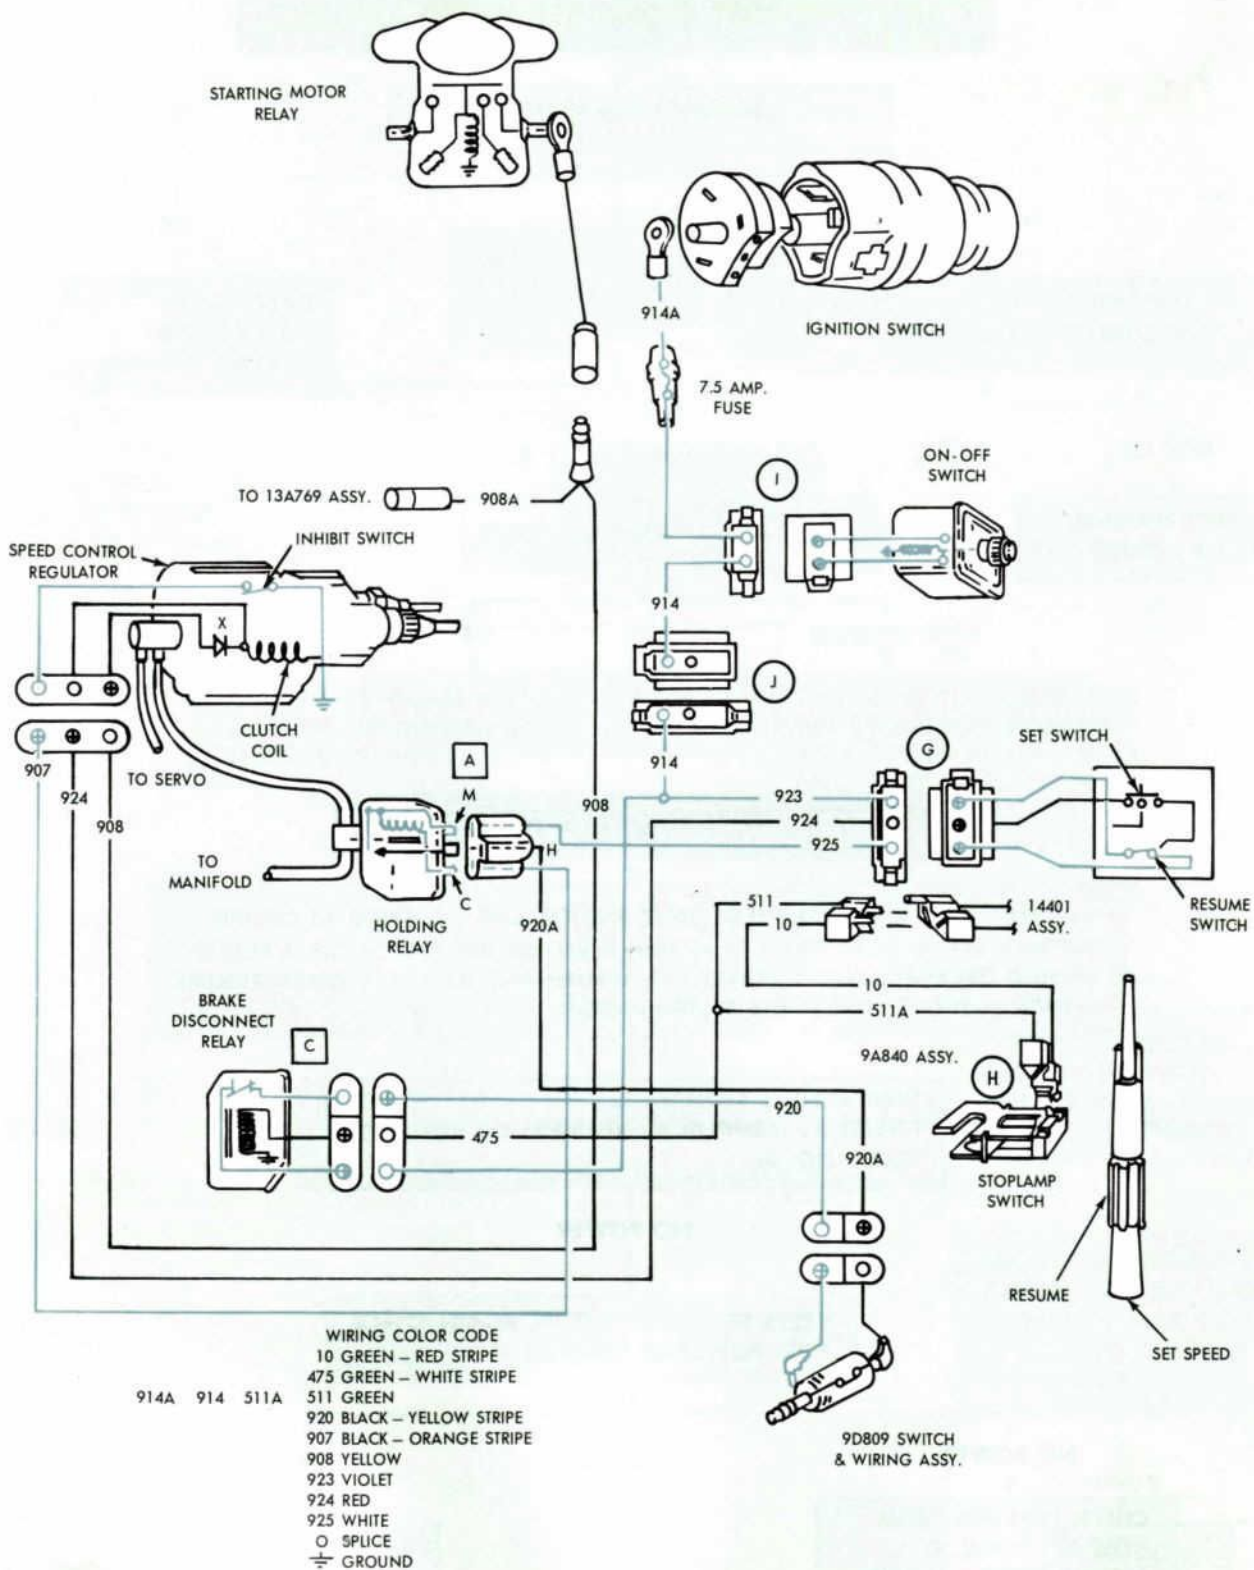 STARTING MOTOR
RELAY
914A
IGNITION SWITCH
7.5 AMP.
FUSE
ON-OFF
SWITCH
I
TO 13A769 ASSY.
908A
SPEED CONTROL
REGULATOR
INHIBIT SWITCH
X
914
J
CLUTCH
COIL
G
SET SWITCH
907
TO SERVO
A
914
924
M
908
923
908
924
925
H
TO
MANIFOLD
C
HOLDING
RELAY
920A
511
10
14401
ASSY.
RESUME
SWITCH
10
511A
BRAKE
DISCONNECT
RELAY
C
9A840 ASSY.
H
920
475
920A
STOPLAMP
SWITCH
RESUME
SET SPEED
WIRING COLOR CODE
10 GREEN – RED STRIPE
475 GREEN – WHITE STRIPE
914A 914 511A 511 GREEN
920 BLACK – YELLOW STRIPE
907 BLACK – ORANGE STRIPE
908 YELLOW
923 VIOLET
924 RED
925 WHITE
SPLICE
GROUND
9D809 SWITCH
& WIRING ASSY.